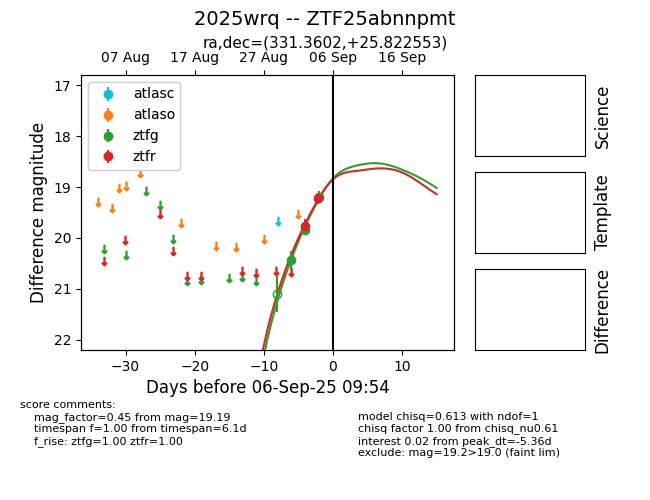 2025wrq -- ZTF25abnnpmt
ra,dec=(331.3602,+25.822553)
07 Aug 17 Aug 27 Aug 06 Sep 16 Sep
17
18
19
20
21
22
Difference magnitude
atlasc
atlaso
ztfg
ztfr
−30 −20 −10 0 10
Days before 06-Sep-25 09:54
Science
Template
Difference
score comments:
mag_factor=0.45 from mag=19.19
timespan f=1.00 from timespan=6.1d
f_rise: ztfg=1.00 ztfr=1.00
model chisq=0.613 with ndof=1
chisq factor 1.00 from chisq_nu0.61
interest 0.02 from peak_dt=-5.36d
exclude: mag=19.2>19.0 (faint lim)